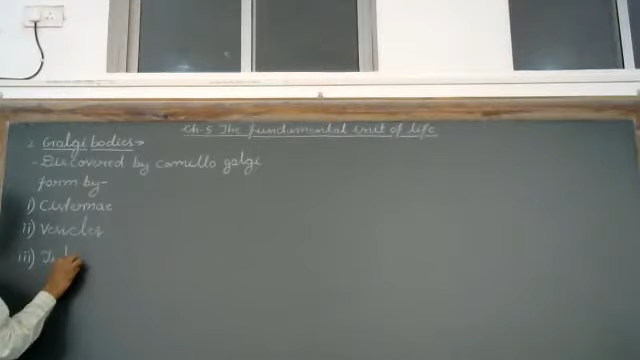 Ch-5 The fundamental unit of life
2. Golgi bodies →
- Discovered by camillo golgi
form by-
i) Cisternae
ii) Vesicles
iii)